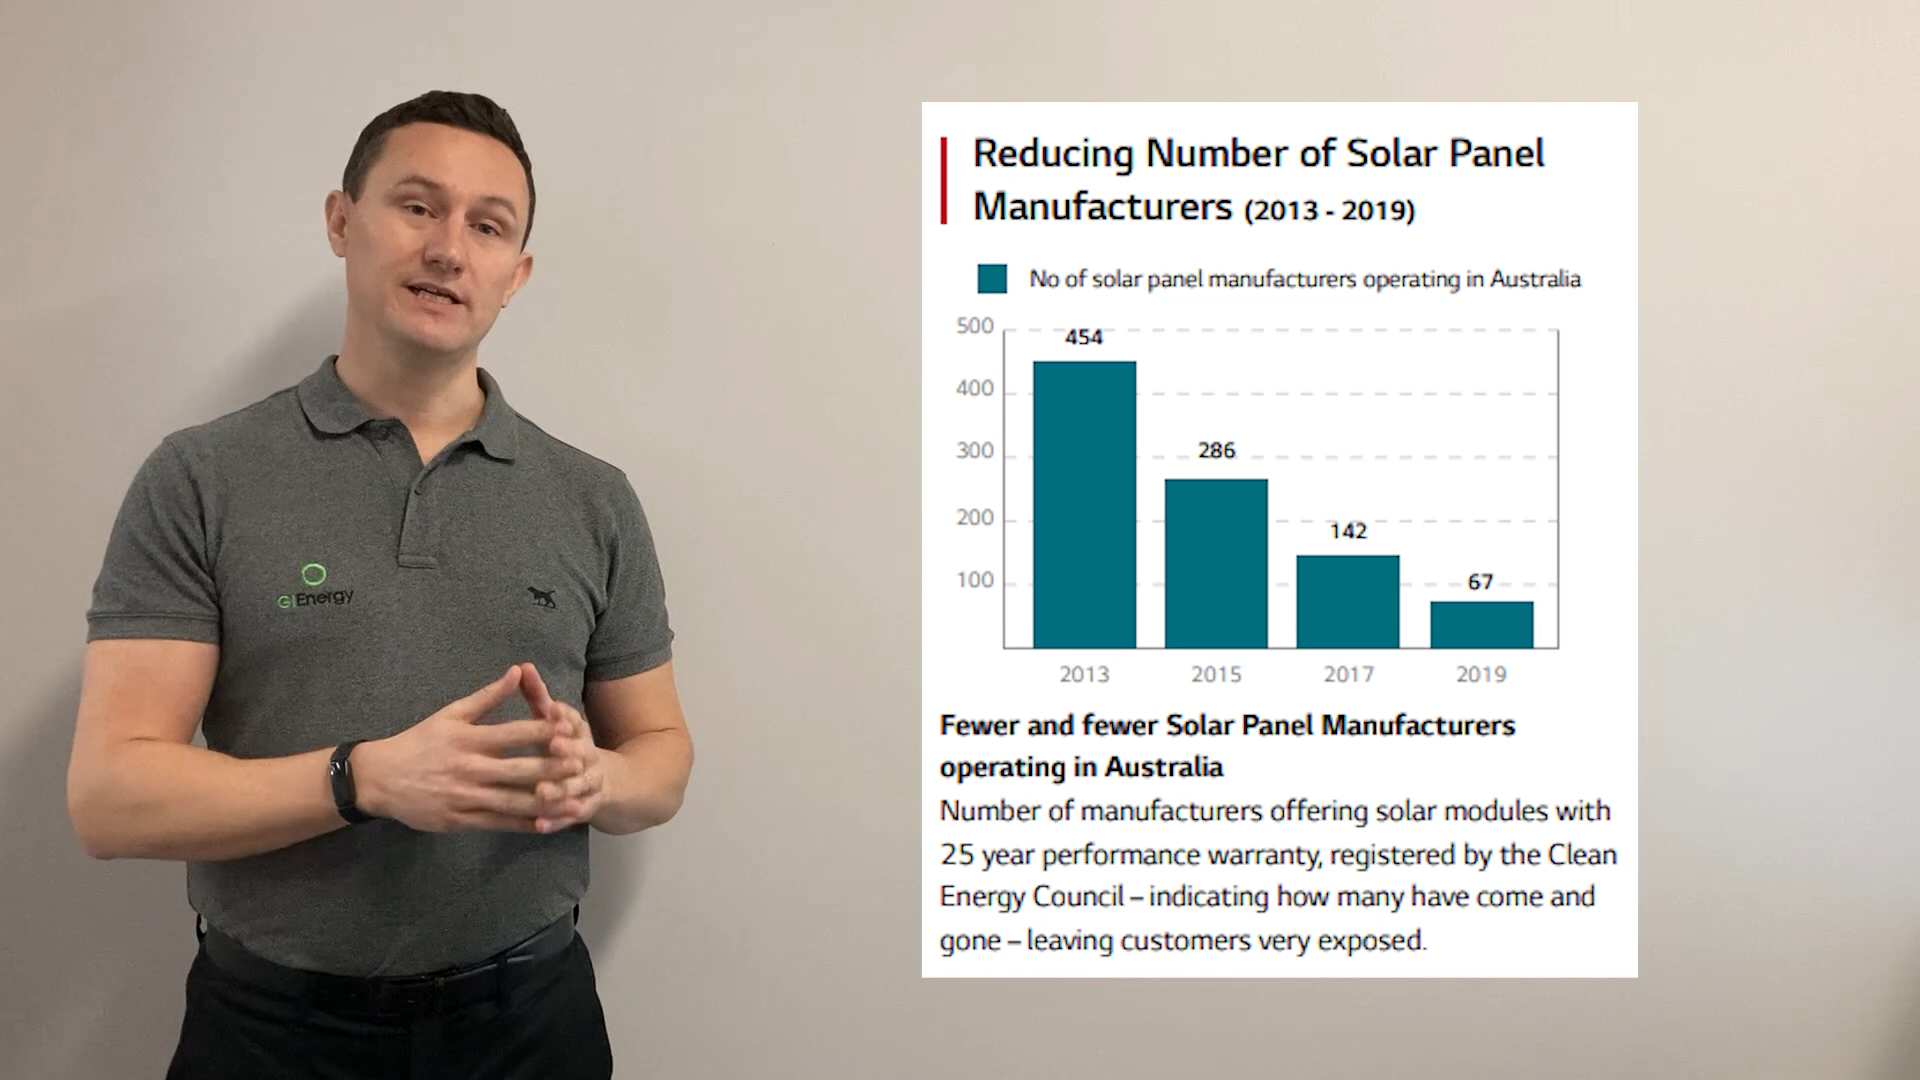 GIEnergy
Reducing Number of Solar Panel
Manufacturers (2013 - 2019)
No of solar panel manufacturers operating in Australia
500
400
300
200
100
454
286
142
67
2013 2015 2017 2019
Fewer and fewer Solar Panel Manufacturers
operating in Australia
Number of manufacturers offering solar modules with
25 year performance warranty, registered by the Clean
Energy Council – indicating how many have come and
gone – leaving customers very exposed.